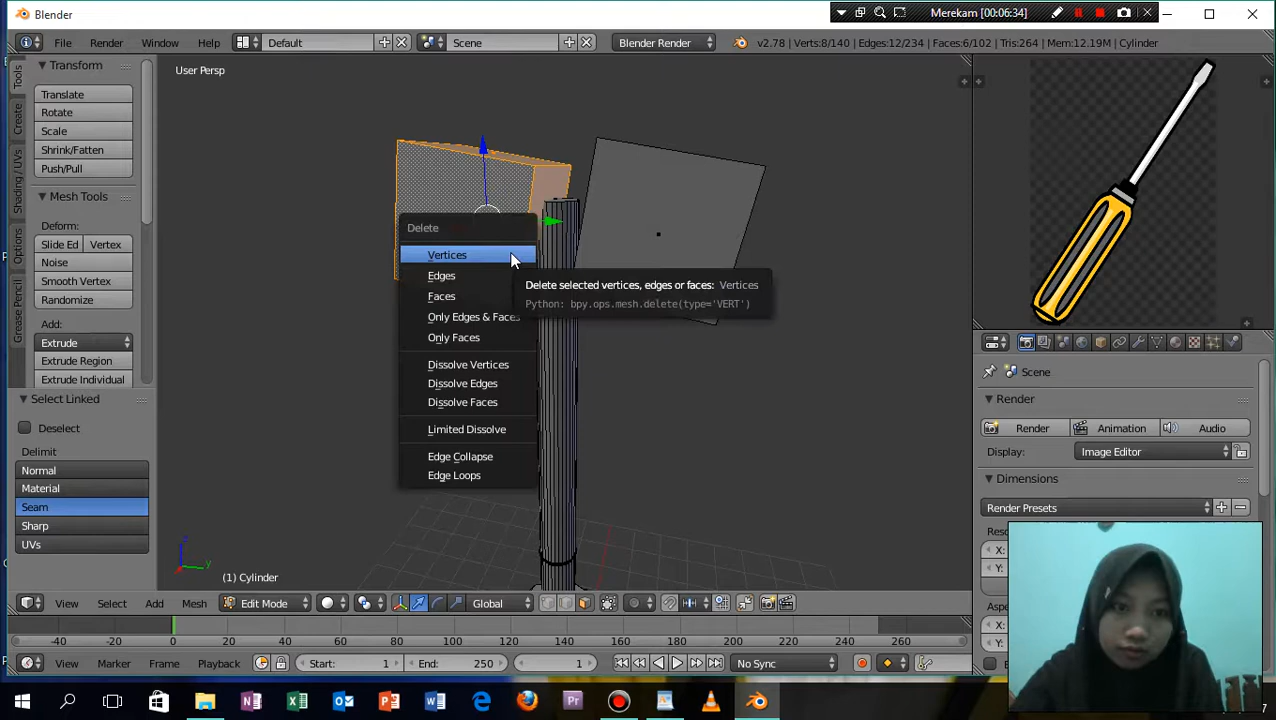 Blender
Merekam [00:06:34]
File Render Window Help
Default
Scene
Blender Render
v2.78 | Verts:8/140 | Edges:12/234 | Faces:6/102 | Tris:264 | Mem:12.19M | Cylinder
Tools
Create
Shading / UVs
Options
Grease Pencil
Transform
Translate
Rotate
Scale
Shrink/Fatten
Push/Pull
Mesh Tools
Deform:
Slide Ed Vertex
Noise
Smooth Vertex
Randomize
Add:
Extrude
Extrude Region
Extrude Individual
Select Linked
Deselect
Delimit
Normal
Material
Seam
Sharp
UVs
User Persp
Delete
Vertices
Edges
Faces
Only Edges & Faces
Only Faces
Dissolve Vertices
Dissolve Edges
Dissolve Faces
Limited Dissolve
Edge Collapse
Edge Loops
Delete selected vertices, edges or faces: Vertices
Python: bpy.ops.mesh.delete(type='VERT')
z
y
(1) Cylinder
View Select Add Mesh
Edit Mode
Global
Scene
Render
Render Animation Audio
Display: Image Editor
Dimensions
Render Presets
X:
Y:
X:
Y:
0 20 40 60 80 100 120 140 160 180 200 220 240 260
View Marker Frame Playback
Start: 1
End: 250
1
No Sync